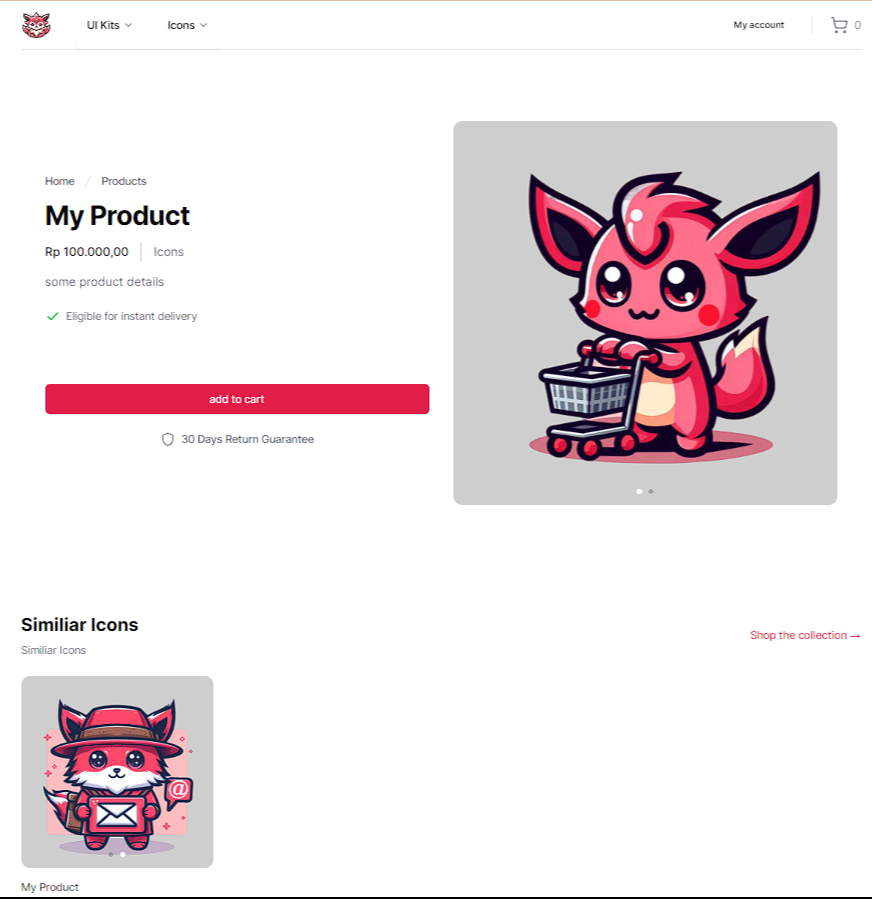 UI Kits
Icons
My account
0
Home / Products
My Product
Rp 100.000,00
Icons
some product details
Eligible for instant delivery
add to cart
30 Days Return Guarantee
Similiar Icons
Shop the collection →
Similiar Icons
@
My Product